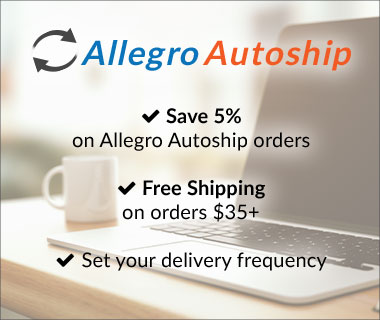 Allegro Autoship
✓ Save 5%
on Allegro Autoship orders
✓ Free Shipping
on orders $35+
✓ Set your delivery frequency